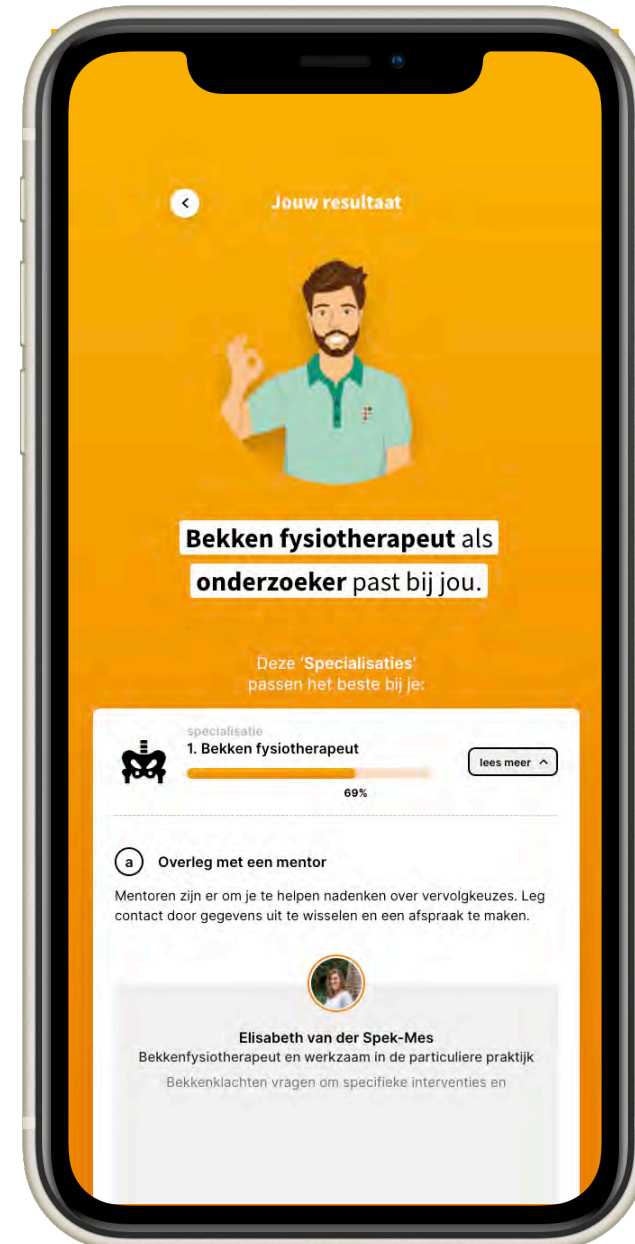 Jouw resultaat
Bekken fysiotherapeut als
onderzoeker past bij jou.
Deze 'Specialisaties'
passen het beste bij je:
specialisatie
1. Bekken fysiotherapeut
lees meer
69%
a Overleg met een mentor
Mentoren zijn er om je te helpen nadenken over vervolgkeuzes. Leg
contact door gegevens uit te wisselen en een afspraak te maken.
Elisabeth van der Spek-Mes
Bekkenfysiotherapeut en werkzaam in de particuliere praktijk
Bekkenklachten vragen om specifieke interventies en